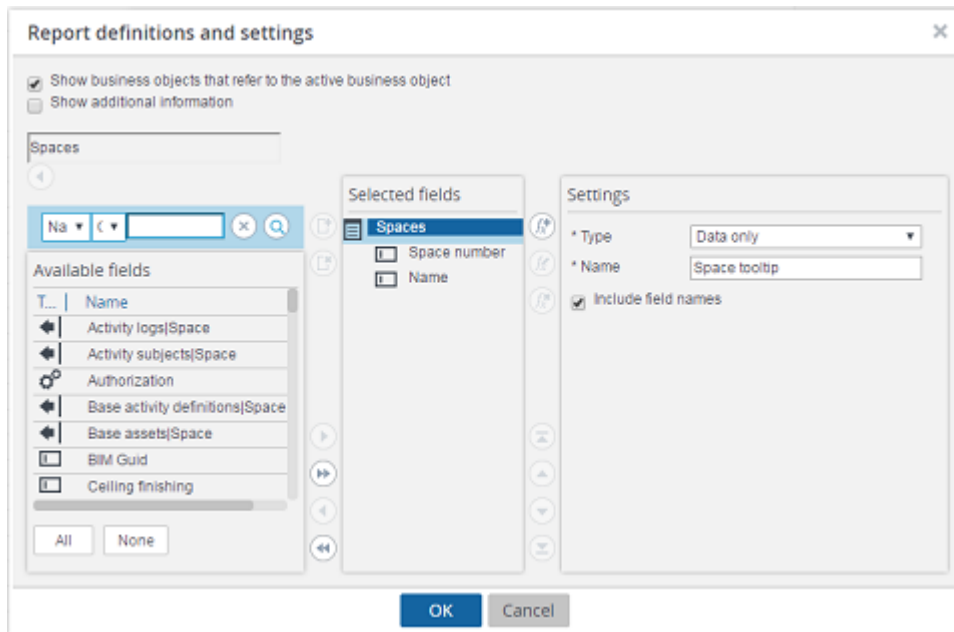 Report definitions and settings
Show business objects that refer to the active business object
Show additional information
Spaces
Na
Available fields
T... Name
Activity logs|Space
Activity subjects|Space
Authorization
Base activity definitions|Space
Base assets|Space
BIM Guid
Ceiling finishing
All None
Selected fields
Spaces
Space number
Name
Settings
* Type Data only
* Name Space tooltip
Include field names
OK Cancel